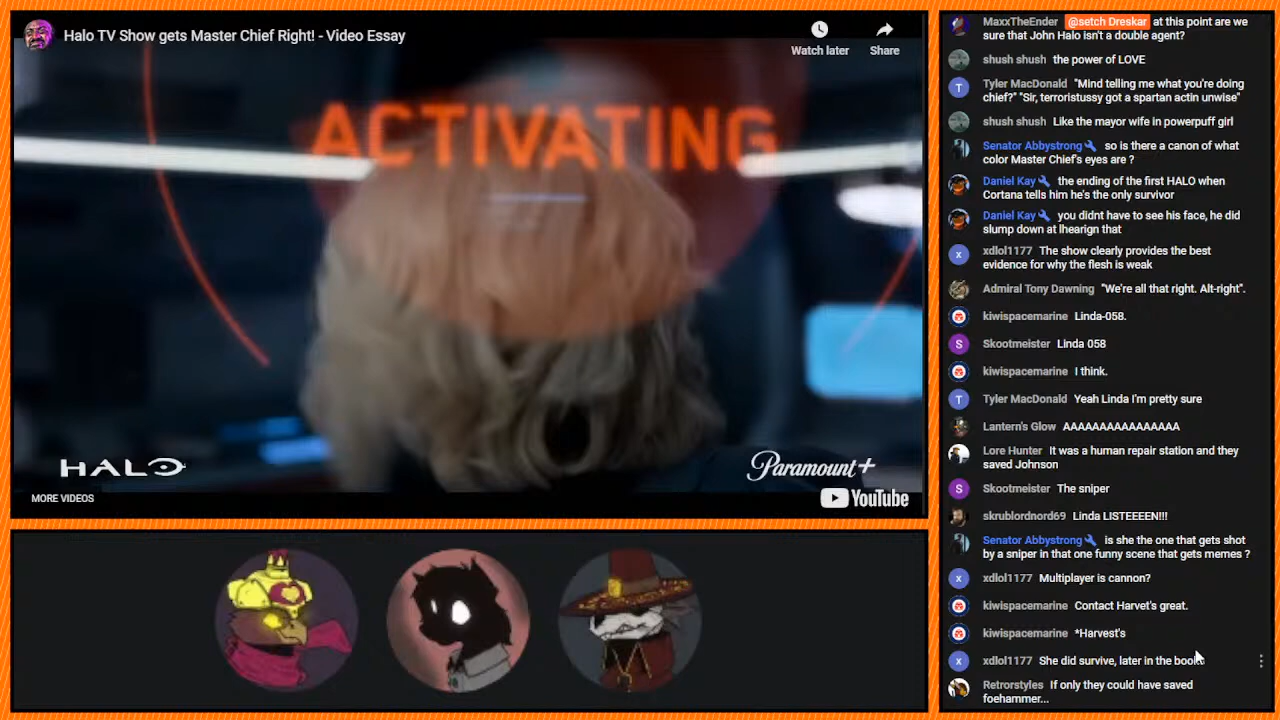 Halo TV Show gets Master Chief Right! - Video Essay
Watch later
Share
ACTIVATING
HALO
Paramount+
MORE VIDEOS
YouTube
MaxxTheEnder @setch Dreskar at this point are we
sure that John Halo isn't a double agent?
shush shush the power of LOVE
T
Tyler MacDonald "Mind telling me what you're doing
chief?" "Sir, terroristussy got a spartan actin unwise"
shush shush Like the mayor wife in powerpuff girl
Senator Abbystrong so is there a canon of what
color Master Chief's eyes are ?
Daniel Kay the ending of the first HALO when
Cortana tells him he's the only survivor
Daniel Kay you didnt have to see his face, he did
slump down at lhearign that
x
xdlol1177 The show clearly provides the best
evidence for why the flesh is weak
Admiral Tony Dawning "We're all that right. Alt-right".
kiwispacemarine Linda-058.
S
Skootmeister Linda 058
kiwispacemarine I think.
T
Tyler MacDonald Yeah Linda I'm pretty sure
Lantern's Glow AAAAAAAAAAAAAAAA
Lore Hunter It was a human repair station and they
saved Johnson
S
Skootmeister The sniper
skrublordnord69 Linda LISTEEEEN!!!
Senator Abbystrong is she the one that gets shot
by a sniper in that one funny scene that gets memes ?
x
xdlol1177 Multiplayer is cannon?
kiwispacemarine Contact Harvet's great.
kiwispacemarine *Harvest's
x
xdlol1177 She did survive, later in the books
Retrorstyles If only they could have saved
foehammer...